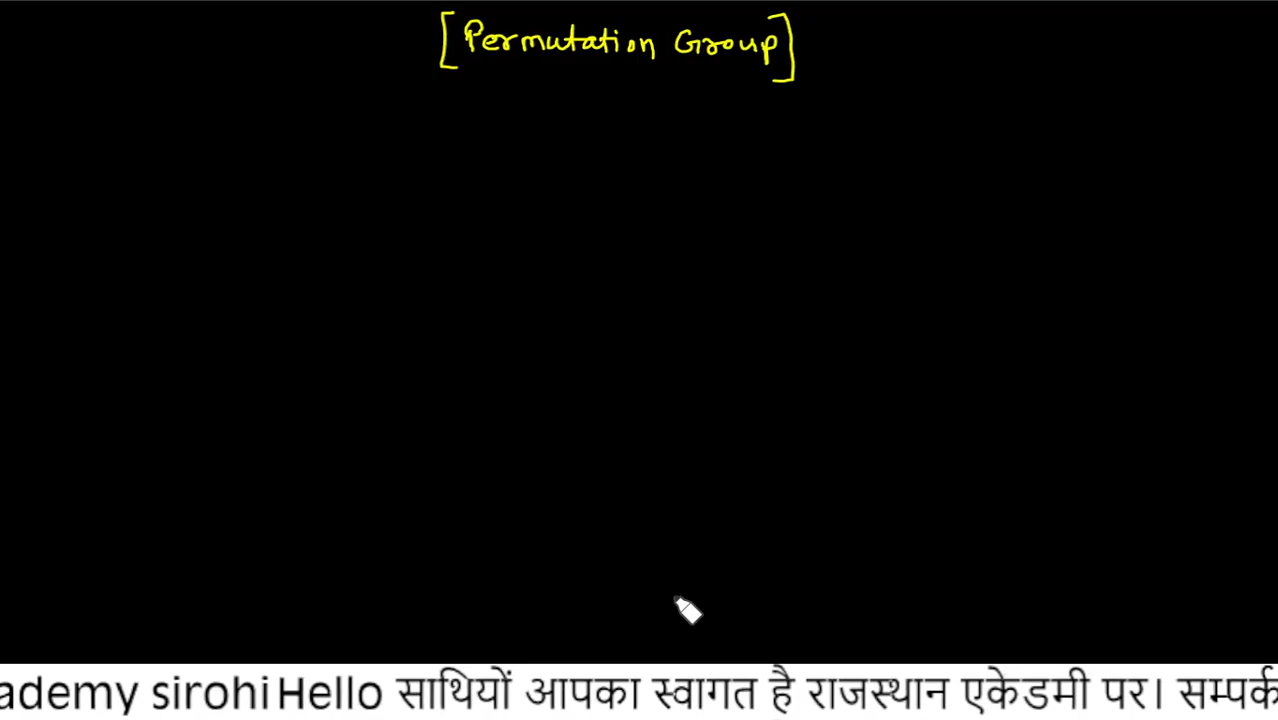 [Permutation Group]
ademy sirohi Hello साथियों आपका स्वागत है राजस्थान एकेडमी पर। सम्पर्क